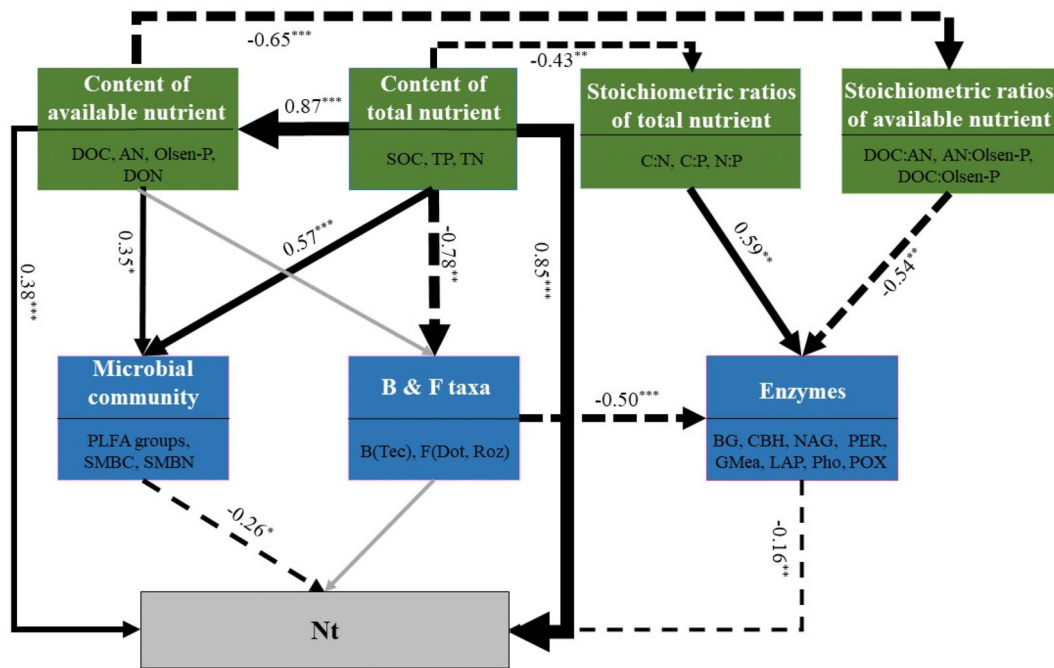 -0.65***
-0.43**
Content of
available nutrient
DOC, AN, Olsen-P,
DON
0.87***
Content of
total nutrient
SOC, TP, TN
Stoichiometric ratios
of total nutrient
C:N, C:P, N:P
Stoichiometric ratios
of available nutrient
DOC:AN, AN:Olsen-P,
DOC:Olsen-P
0.38***
0.35*
0.57***
-0.78**
0.85***
0.59**
-0.54**
Microbial
community
PLFA groups,
SMBC, SMBN
B & F taxa
B(Tec), F(Dot, Roz)
-0.50***
Enzymes
BG, CBH, NAG, PER,
GMea, LAP, Pho, POX
-0.26*
-0.16**
Nt